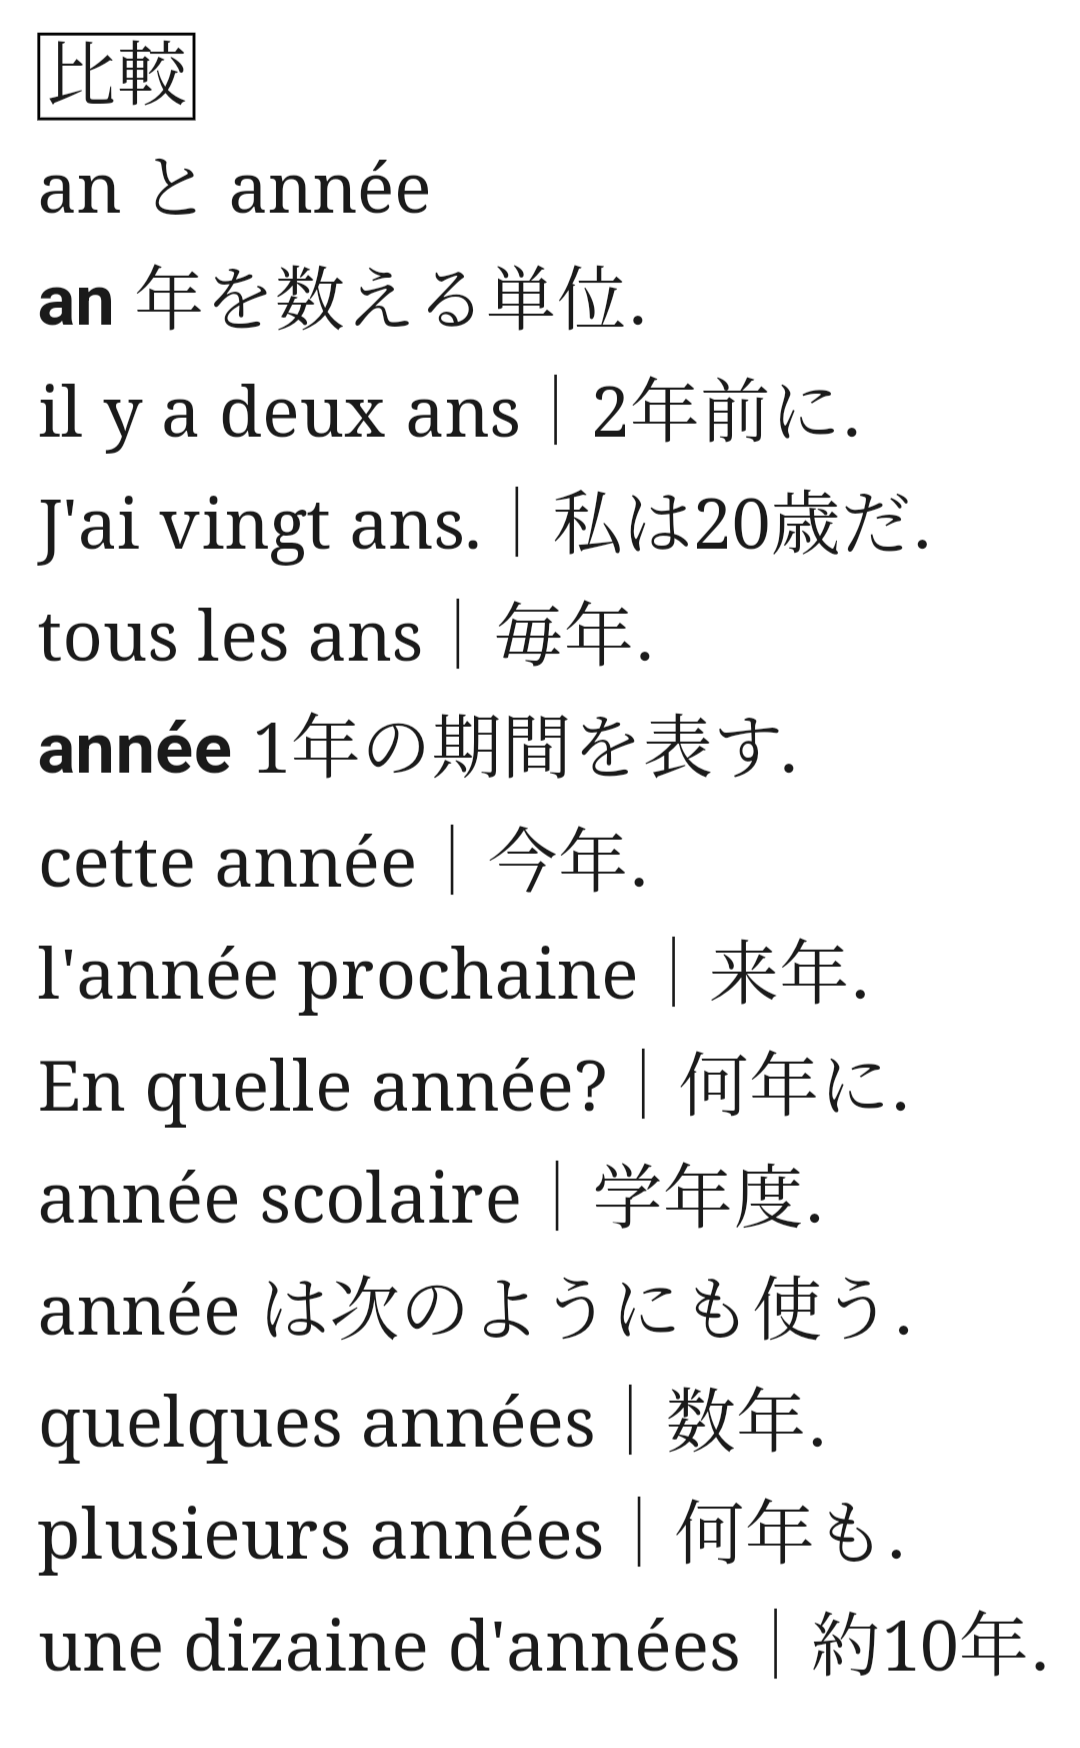 比較
an と année
an 年を数える単位.
il y a deux ans｜2年前に.
J'ai vingt ans.｜私は20歳だ.
tous les ans｜毎年.
année 1年の期間を表す.
cette année｜今年.
l'année prochaine｜来年.
En quelle année?｜何年に.
année scolaire｜学年度.
année は次のようにも使う.
quelques années｜数年.
plusieurs années｜何年も.
une dizaine d'années｜約10年.